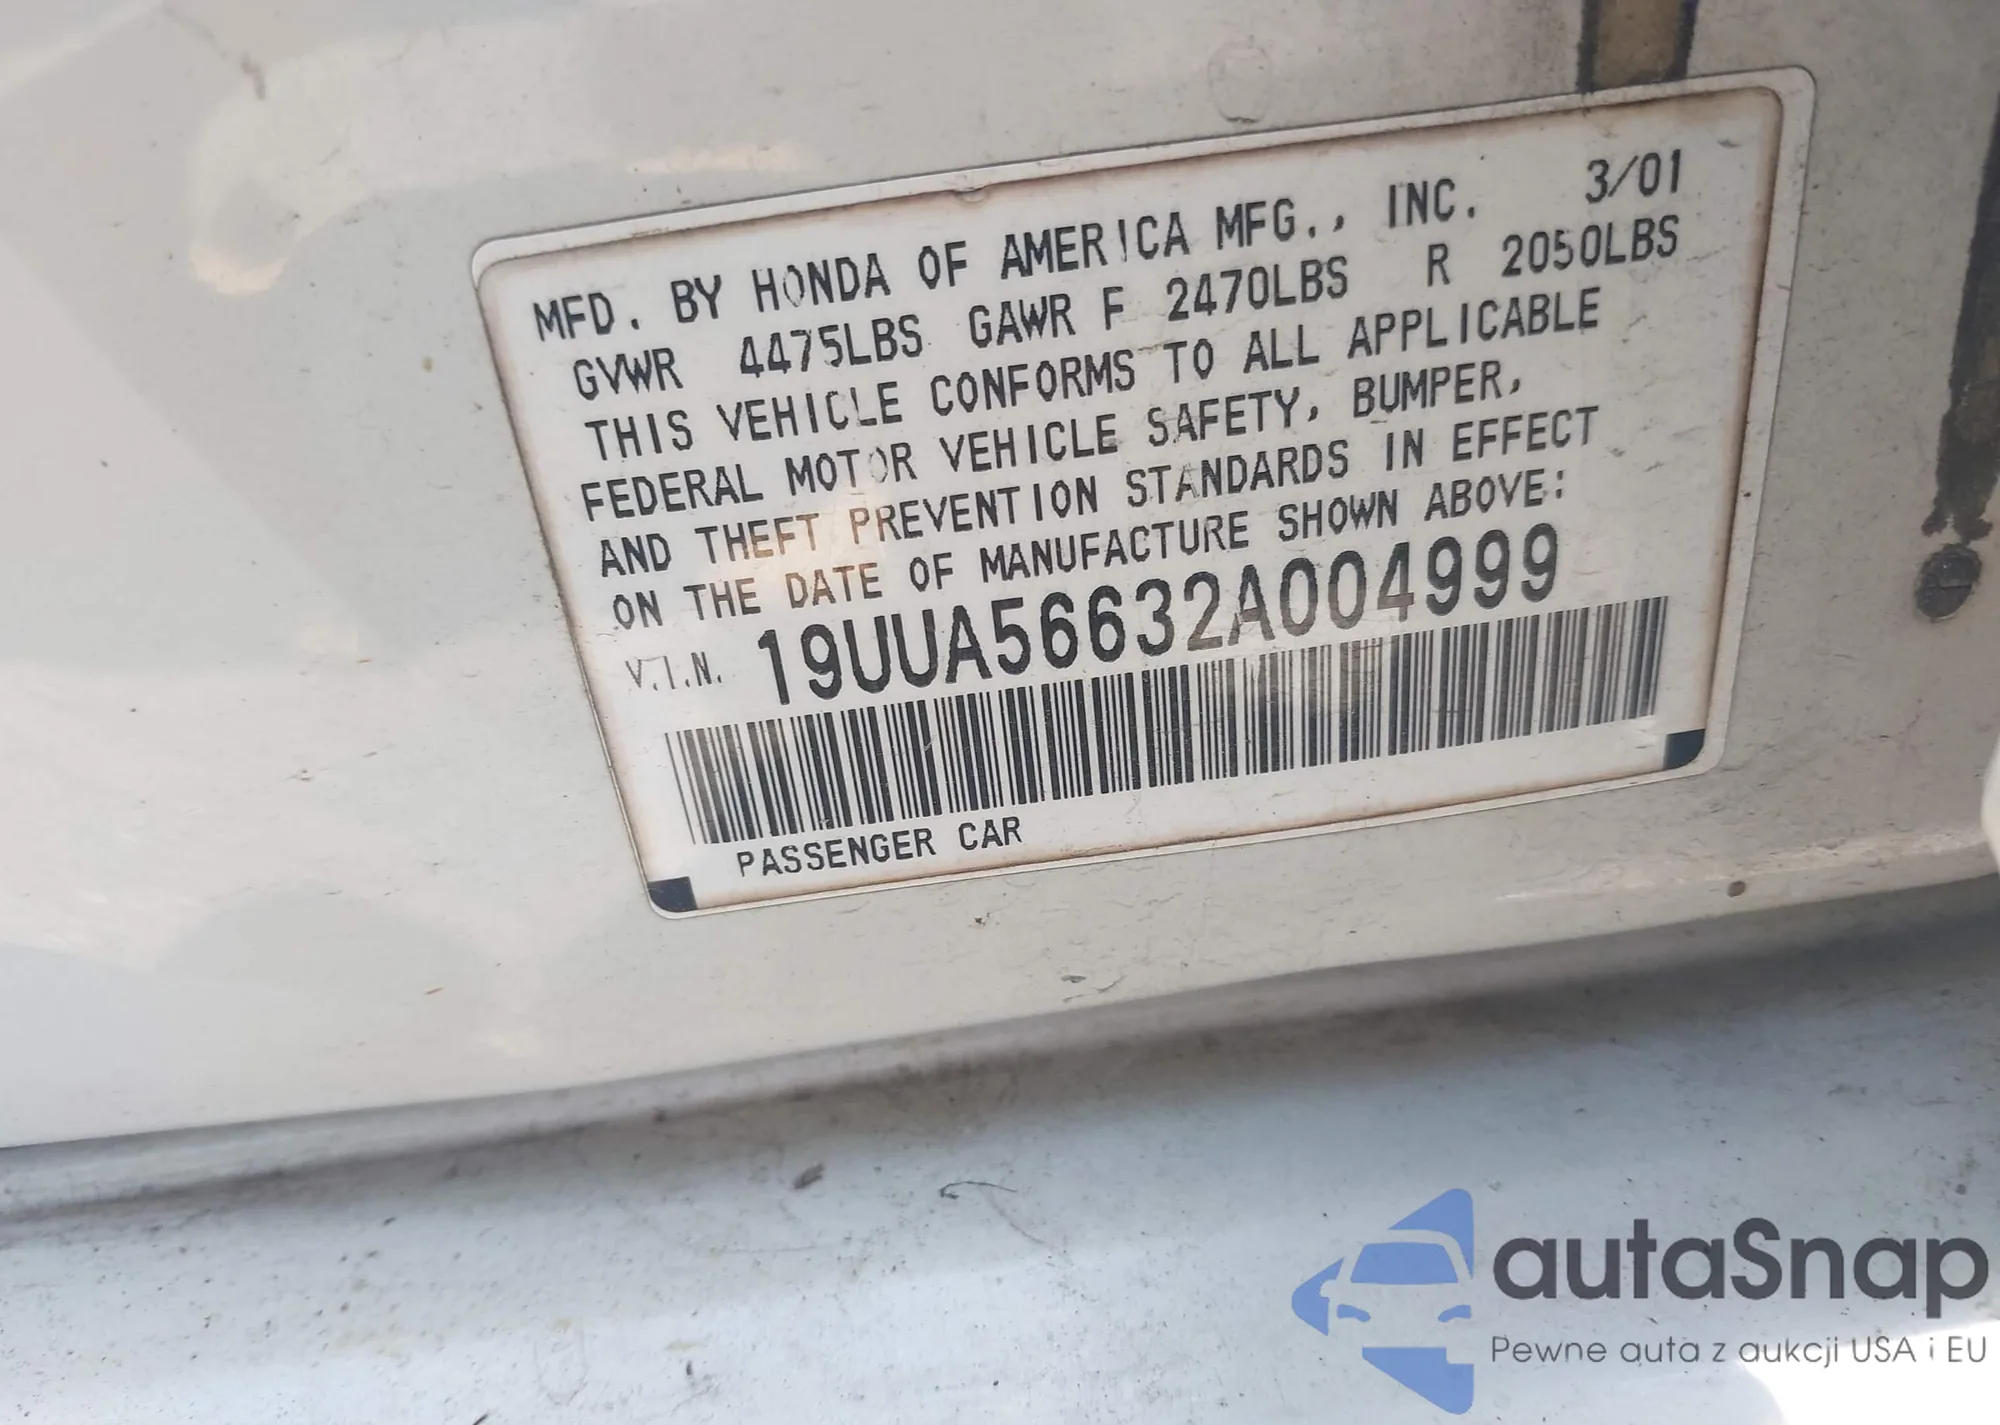 MFD. BY HONDA OF AMERICA MFG., INC. 3/01
GVWR 4475LBS GAWR F 2470LBS R 2050LBS
THIS VEHICLE CONFORMS TO ALL APPLICABLE
FEDERAL MOTOR VEHICLE SAFETY, BUMPER,
AND THEFT PREVENTION STANDARDS IN EFFECT
ON THE DATE OF MANUFACTURE SHOWN ABOVE:
V.I.N. 19UUA56632A004999
PASSENGER CAR
autaSnap
Pewne auta z aukcji USA i EU